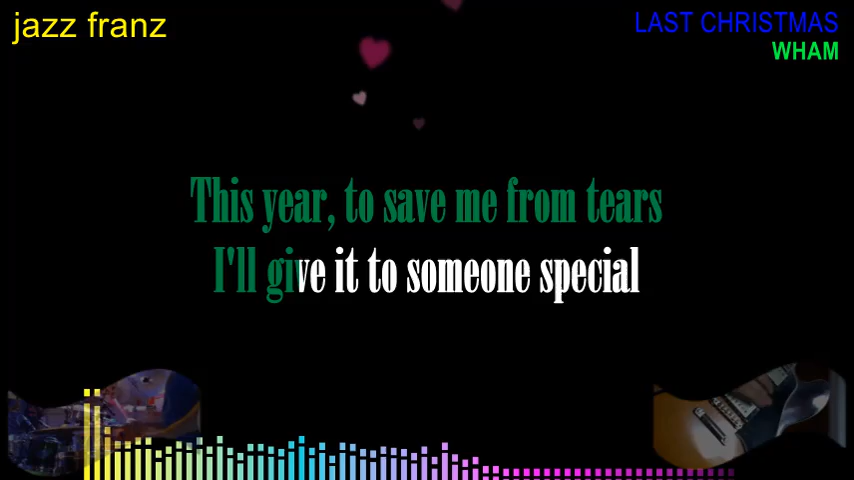 jazz franz
LAST CHRISTMAS
WHAM
This year, to save me from tears
I'll give it to someone special